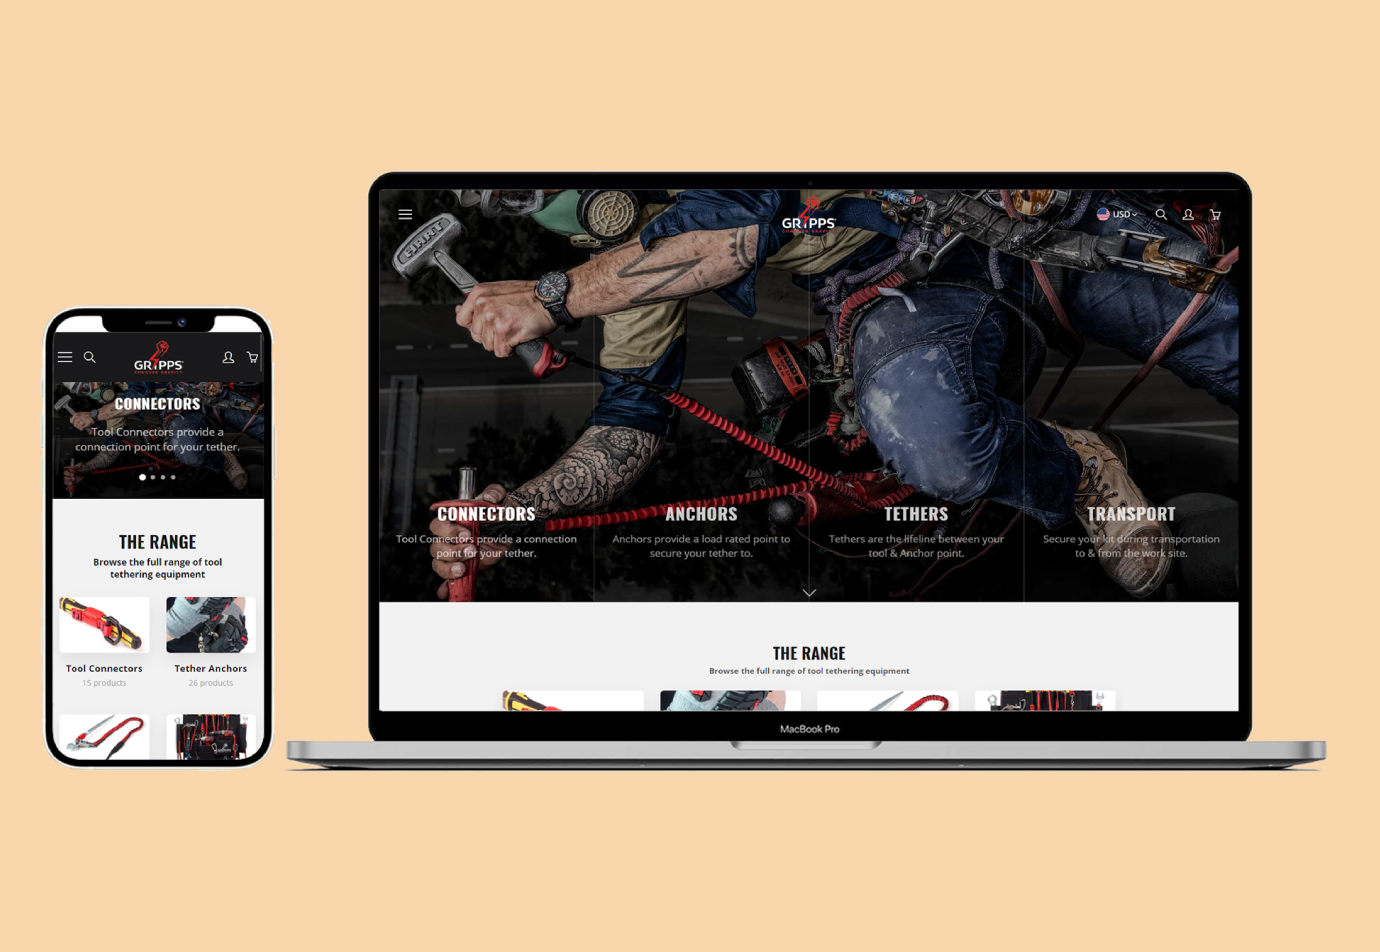 GRIPPS
CONNECTORS
Tool Connectors provide a
connection point for your tether.
THE RANGE
Browse the full range of tool
tethering equipment
Tool Connectors
15 products
Tether Anchors
26 products
GRIPPS
USD
CONNECTORS
Tool Connectors provide a connection
point for your tether.
ANCHORS
Anchors provide a load rated point to
secure your tether to.
TETHERS
Tethers are the lifeline between your
tool & Anchor point.
TRANSPORT
Secure your kit during transportation
to & from the work site.
THE RANGE
Browse the full range of tool tethering equipment
MacBook Pro